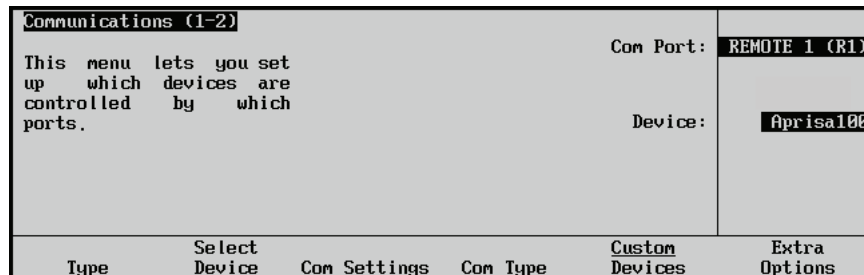 Communications (1-2)
This menu lets you set
up which devices are
controlled by which
ports.
Com Port: REMOTE 1 (R1)
Device: Aprisa100
Type Select Device Com Settings Com Type Custom Devices Extra Options